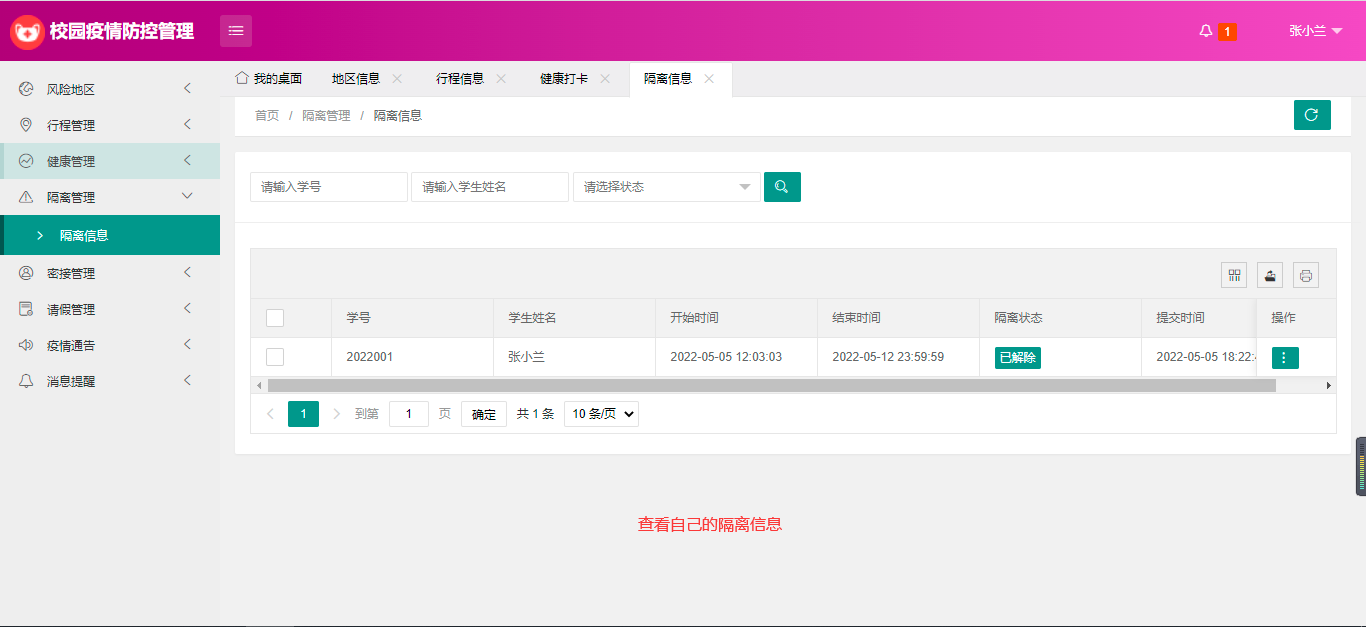 校园疫情防控管理
1
张小兰
我的桌面 地区信息 行程信息 健康打卡 隔离信息
首页 / 隔离管理 / 隔离信息
风险地区
行程管理
健康管理
隔离管理
隔离信息
密接管理
请假管理
疫情通告
消息提醒
请输入学号 请输入学生姓名 请选择状态
学号 学生姓名 开始时间 结束时间 隔离状态 提交时间 操作
2022001 张小兰 2022-05-05 12:03:03 2022-05-12 23:59:59 已解除 2022-05-05 18:22:
1 到第 1 页 确定 共 1 条 10 条/页
查看自己的隔离信息